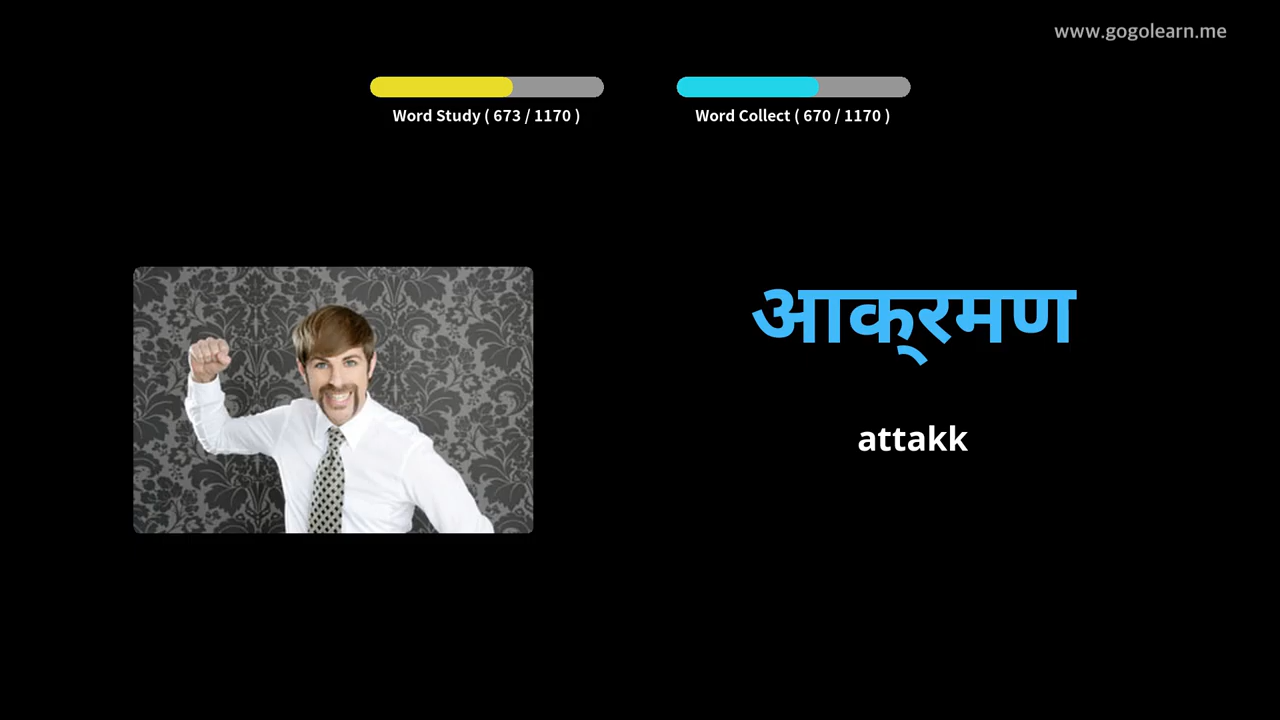 www.gogolearn.me
Word Study ( 673 / 1170 )
Word Collect ( 670 / 1170 )
आक्‌रमण
attakk